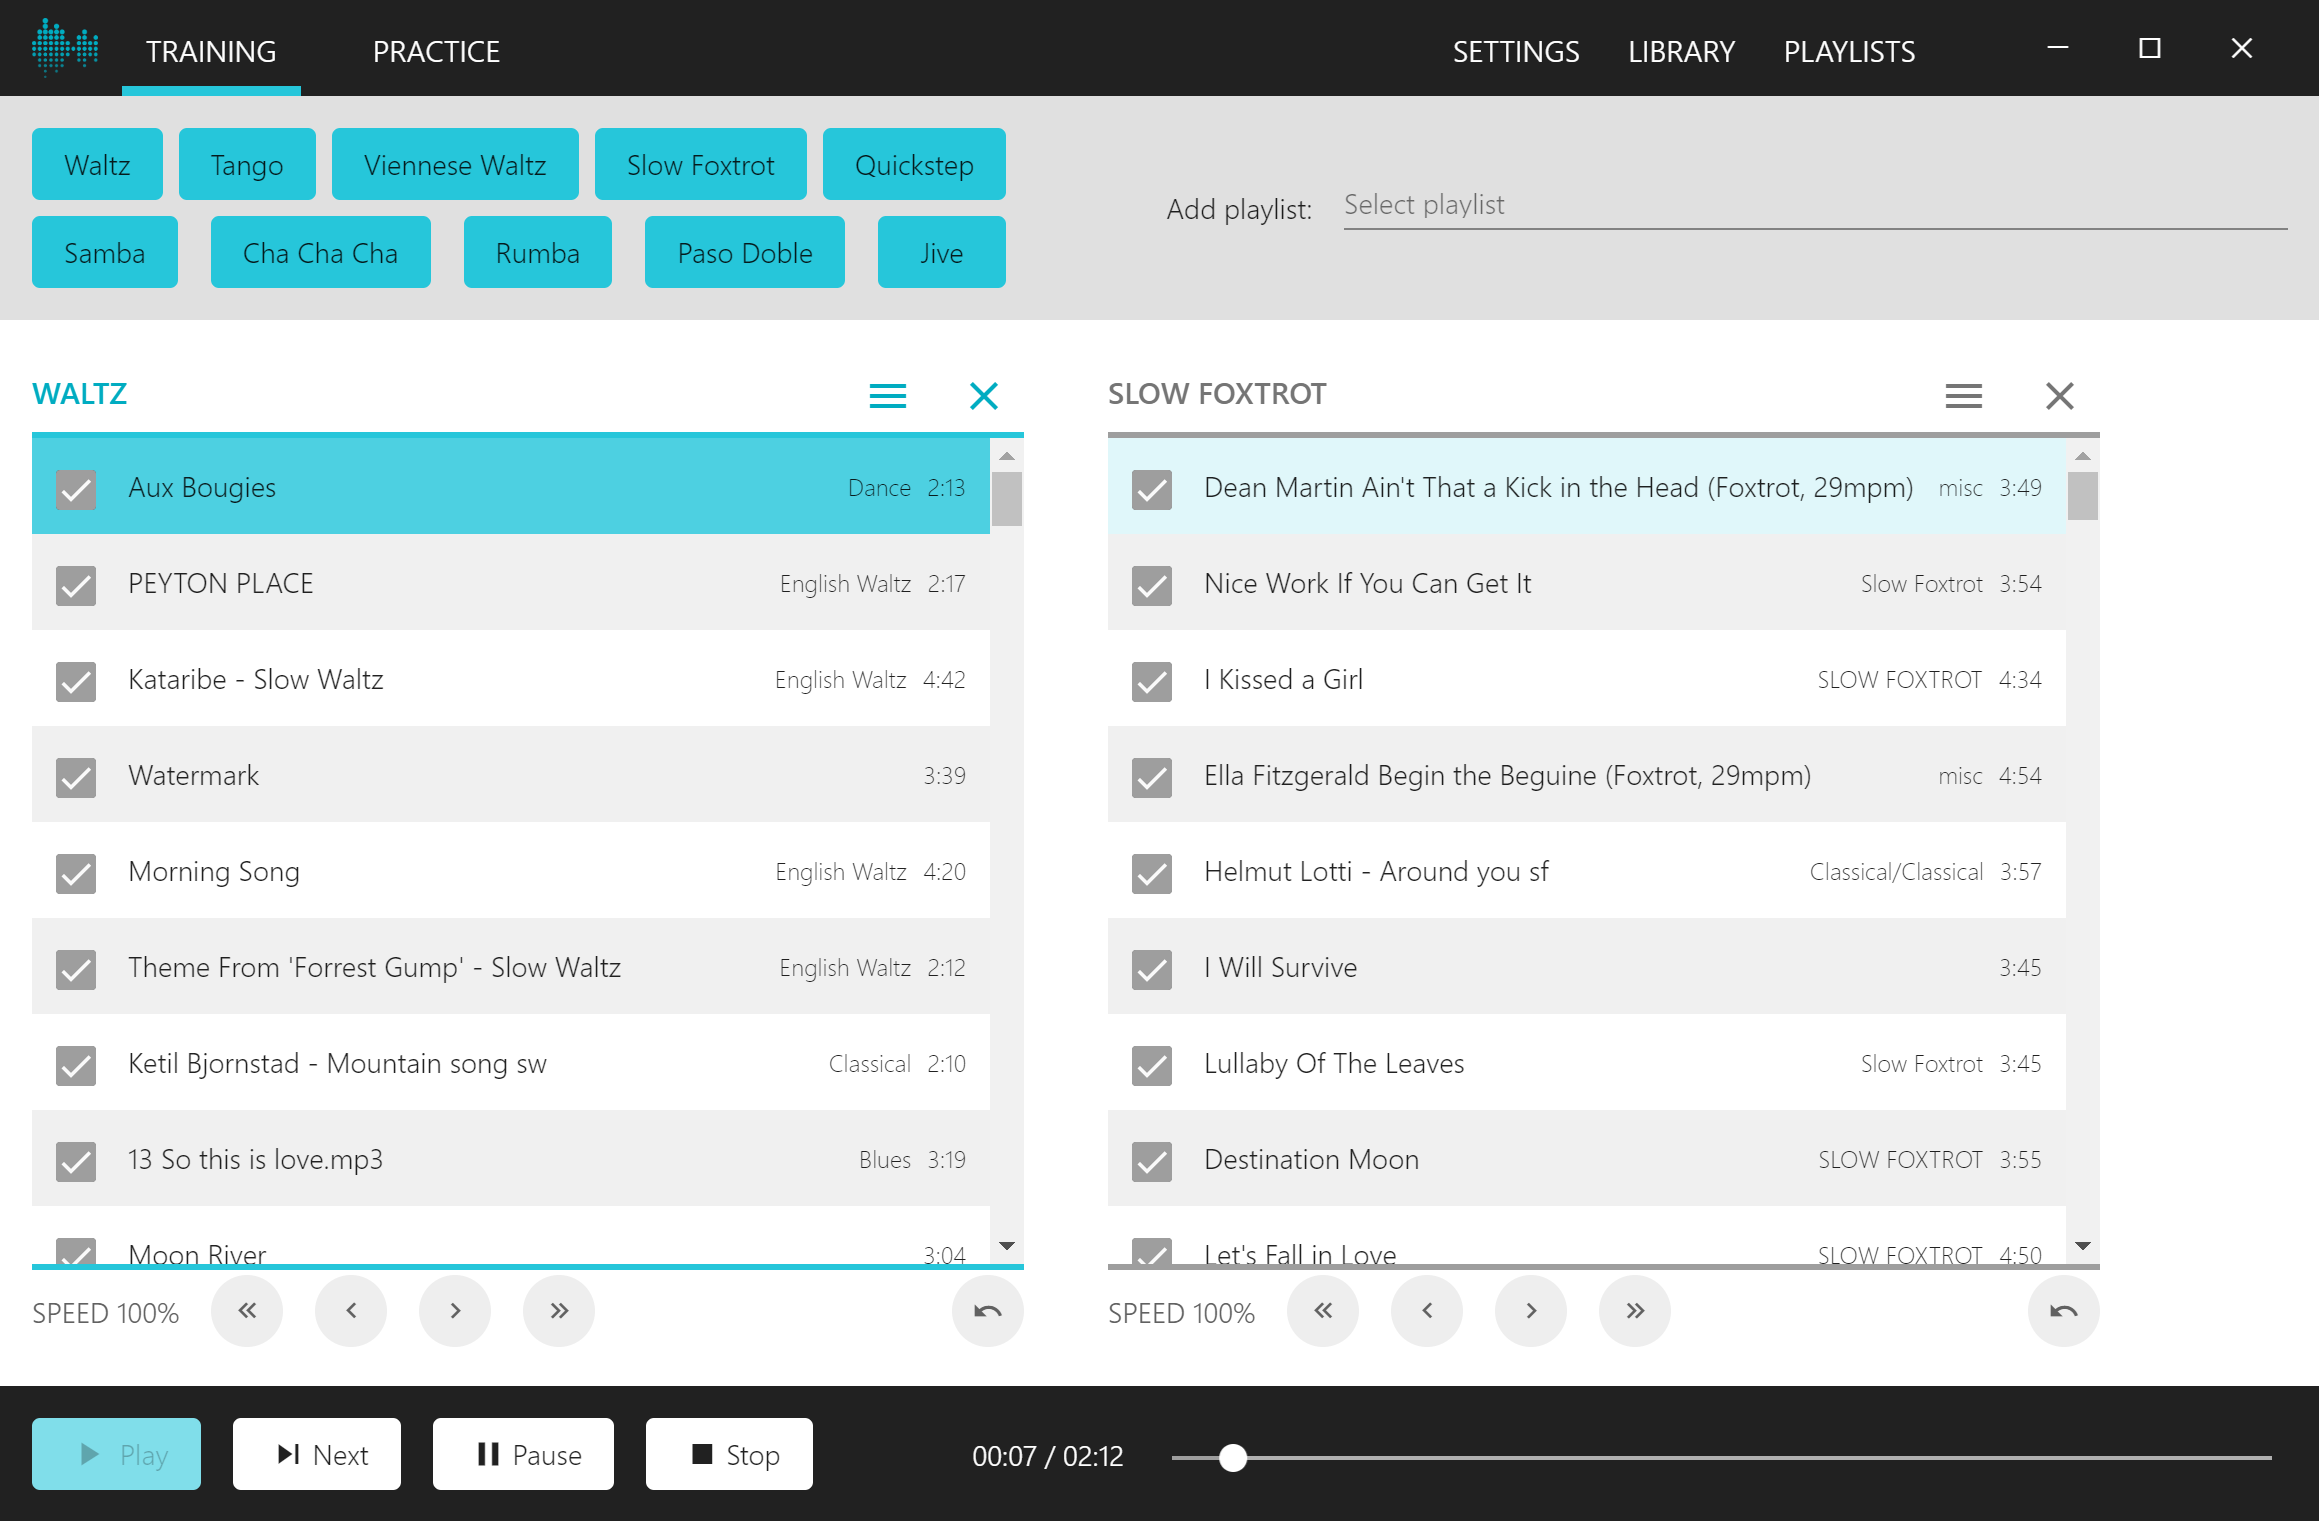 TRAINING PRACTICE SETTINGS LIBRARY PLAYLISTS
Waltz Tango Viennese Waltz Slow Foxtrot Quickstep
Samba Cha Cha Cha Rumba Paso Doble Jive
Add playlist: Select playlist
WALTZ
Aux Bougies Dance 2:13
PEYTON PLACE English Waltz 2:17
Kataribe - Slow Waltz English Waltz 4:42
Watermark 3:39
Morning Song English Waltz 4:20
Theme From 'Forrest Gump' - Slow Waltz English Waltz 2:12
Ketil Bjornstad - Mountain song sw Classical 2:10
13 So this is love.mp3 Blues 3:19
Moon River 3:04
SPEED 100%
SLOW FOXTROT
Dean Martin Ain't That a Kick in the Head (Foxtrot, 29mpm) misc 3:49
Nice Work If You Can Get It Slow Foxtrot 3:54
I Kissed a Girl SLOW FOXTROT 4:34
Ella Fitzgerald Begin the Beguine (Foxtrot, 29mpm) misc 4:54
Helmut Lotti - Around you sf Classical/Classical 3:57
I Will Survive 3:45
Lullaby Of The Leaves Slow Foxtrot 3:45
Destination Moon SLOW FOXTROT 3:55
Let's Fall in Love SLOW FOXTROT 4:50
SPEED 100%
Play Next Pause Stop 00:07 / 02:12